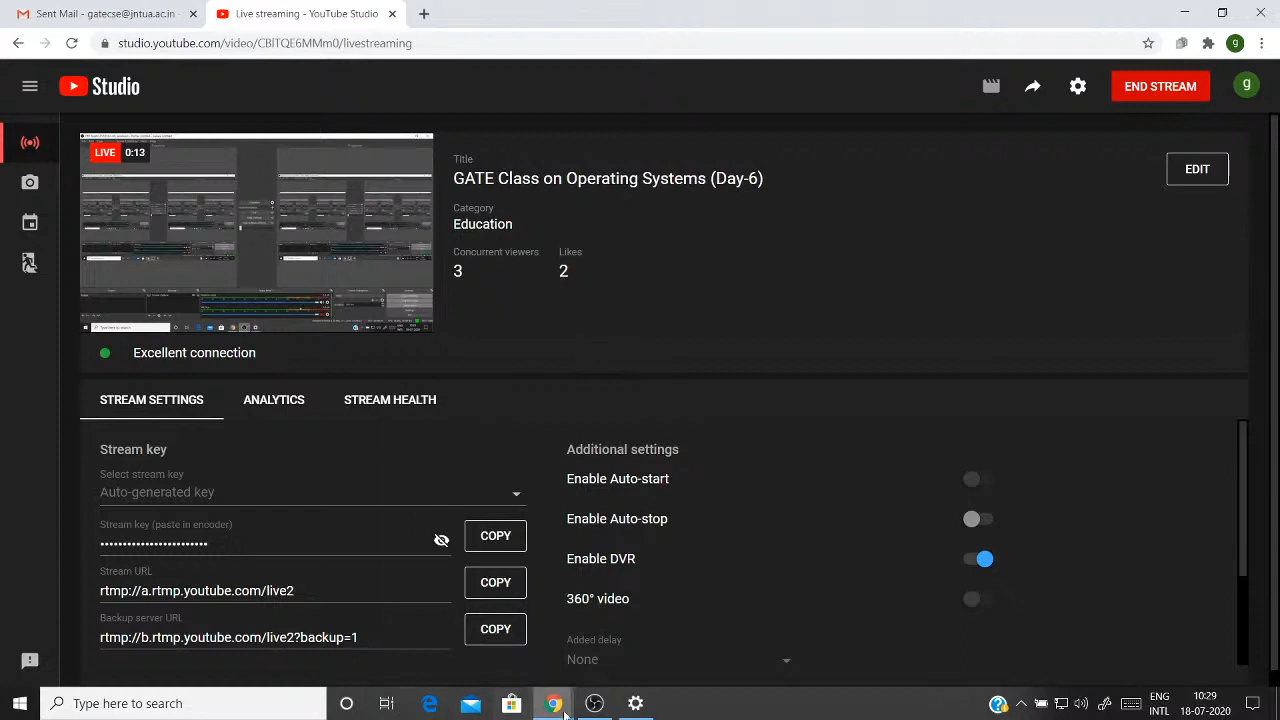 Sent Mail - gatecse@jntua.ac.in
Live streaming - YouTube Studio
studio.youtube.com/video/CBITQE6MMm0/livestreaming
g
Studio
END STREAM
g
LIVE 0:13
Title
GATE Class on Operating Systems (Day-6)
EDIT
Category
Education
Concurrent viewers
Likes
3
2
Excellent connection
STREAM SETTINGS
ANALYTICS
STREAM HEALTH
Stream key
Select stream key
Auto-generated key
Stream key (paste in encoder)
••••••••••••••••••••••••
COPY
Stream URL
rtmp://a.rtmp.youtube.com/live2
COPY
Backup server URL
rtmp://b.rtmp.youtube.com/live2?backup=1
COPY
Additional settings
Enable Auto-start
Enable Auto-stop
Enable DVR
360° video
Added delay
None
Type here to search
ENG
INTL
10:29
18-07-2020